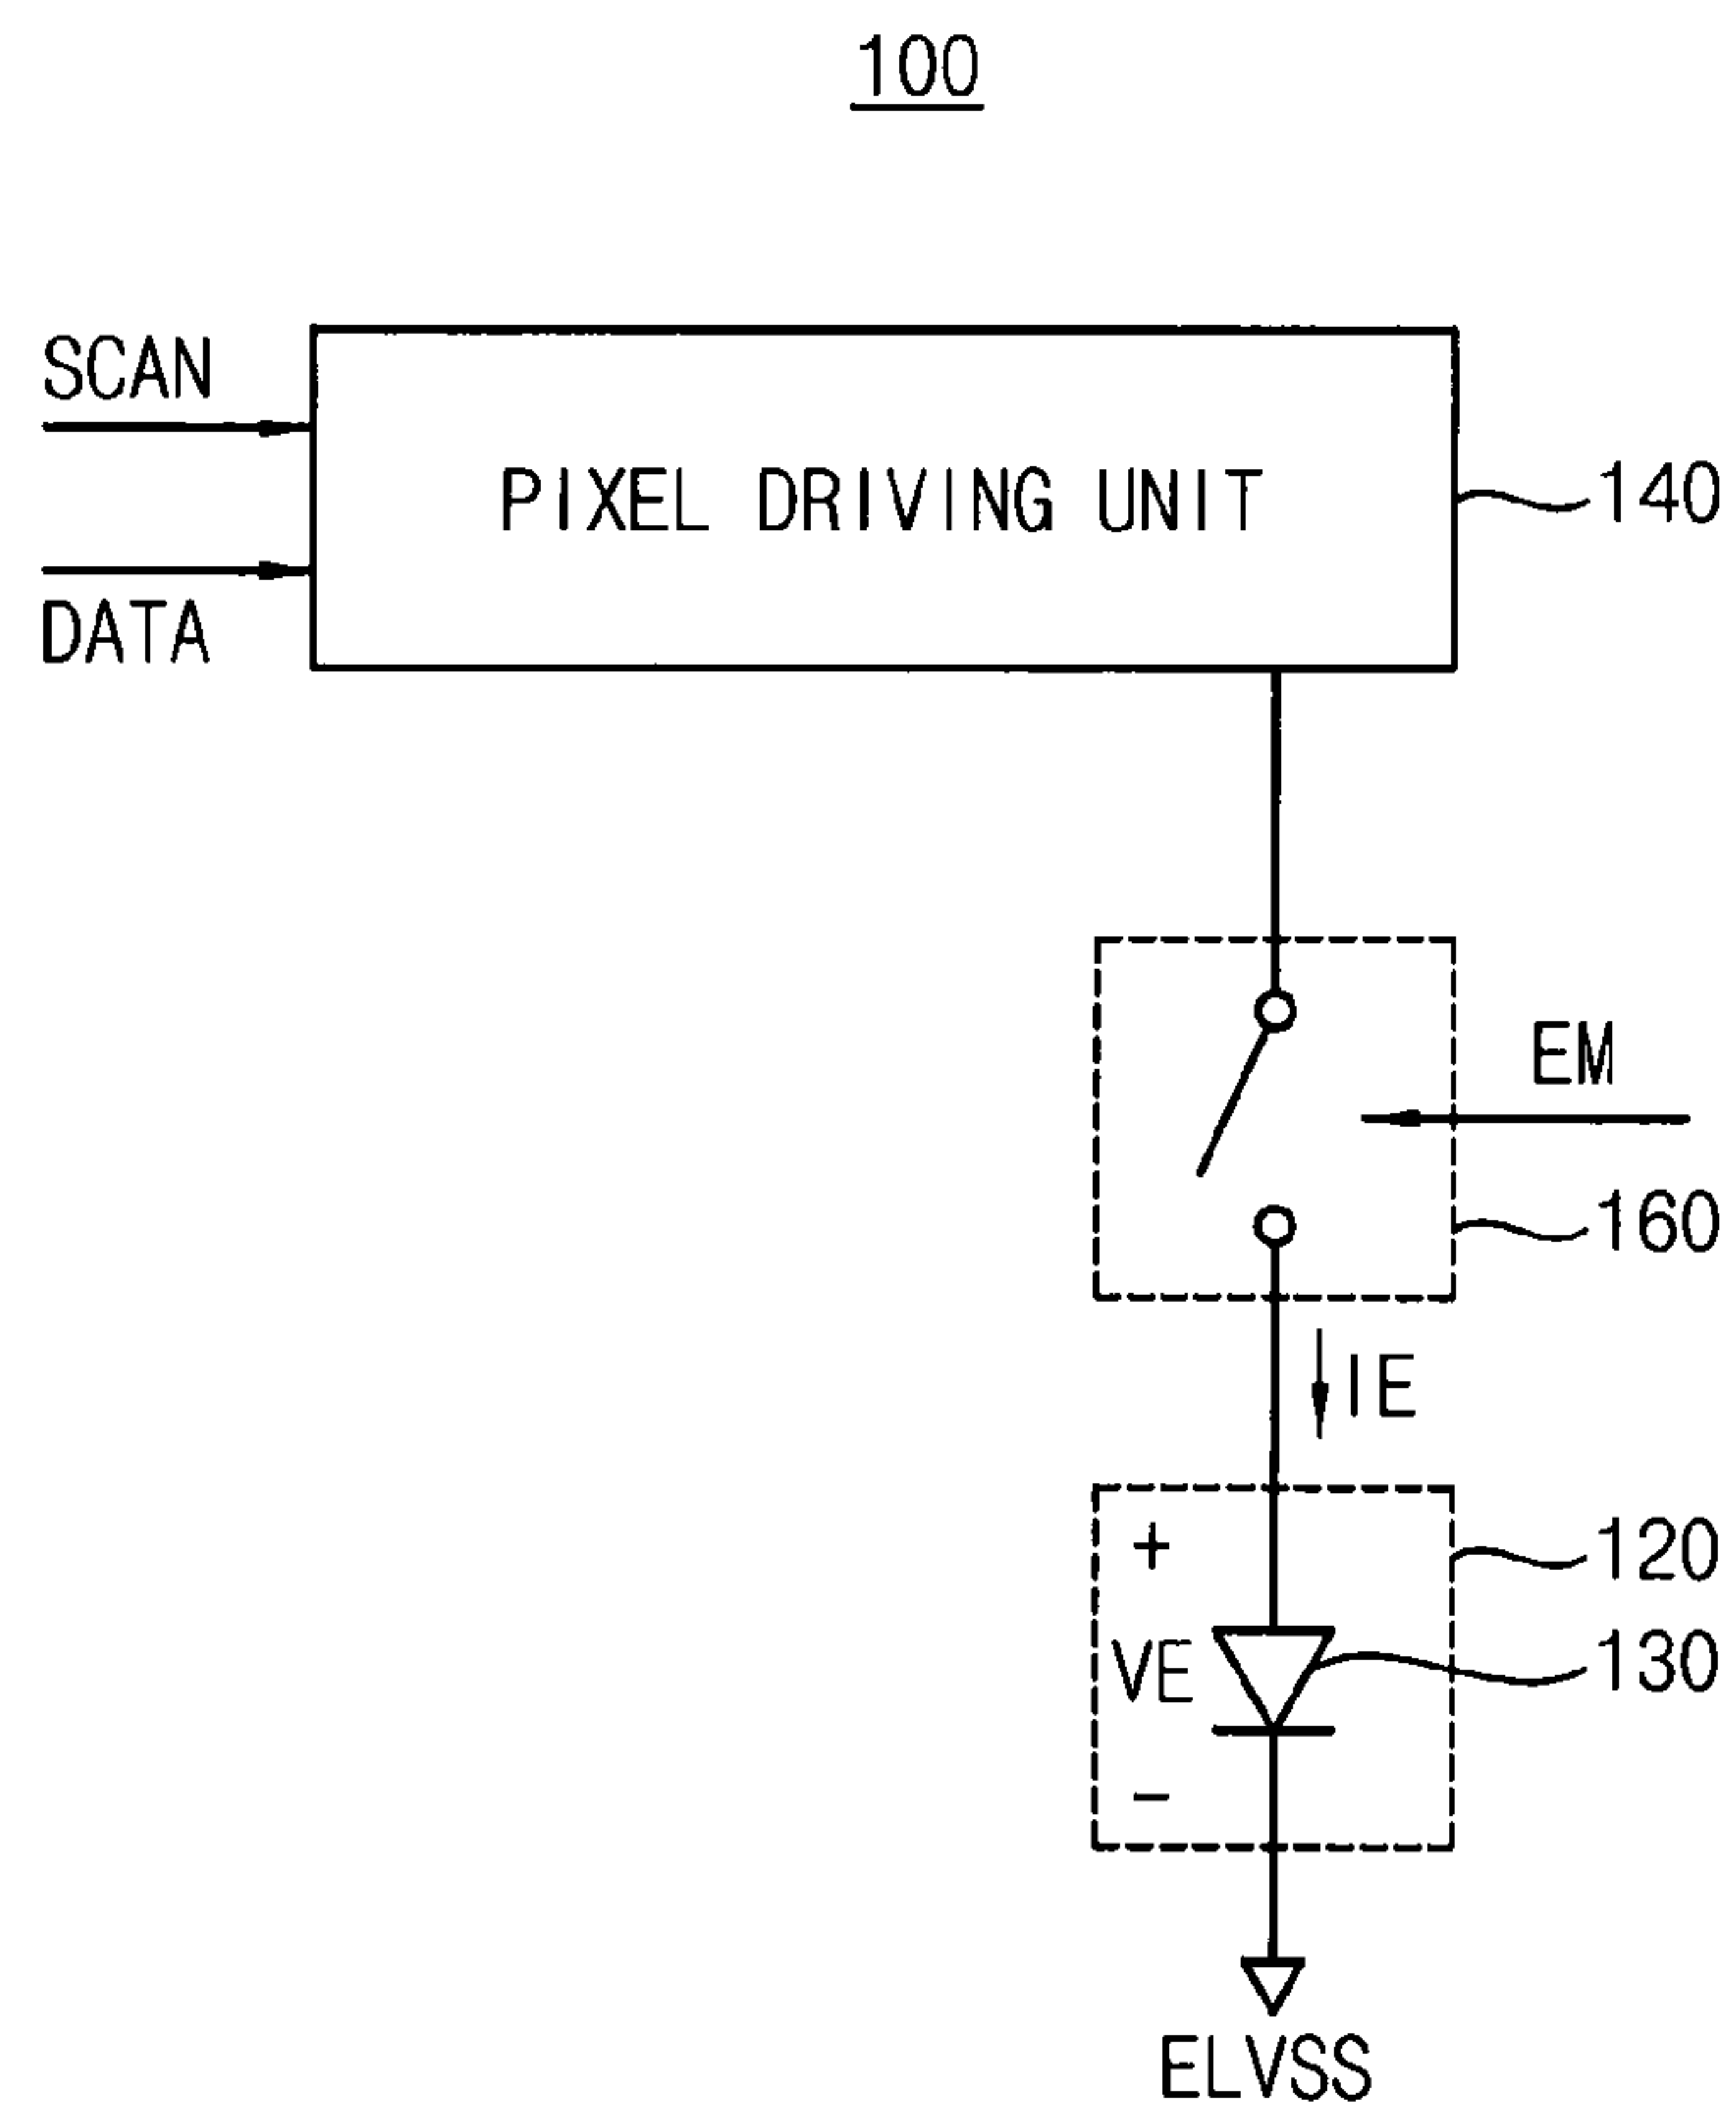 100
SCAN
PIXEL DRIVING UNIT
140
DATA
EM
160
IE
+
120
VE
130
-
ELVSS